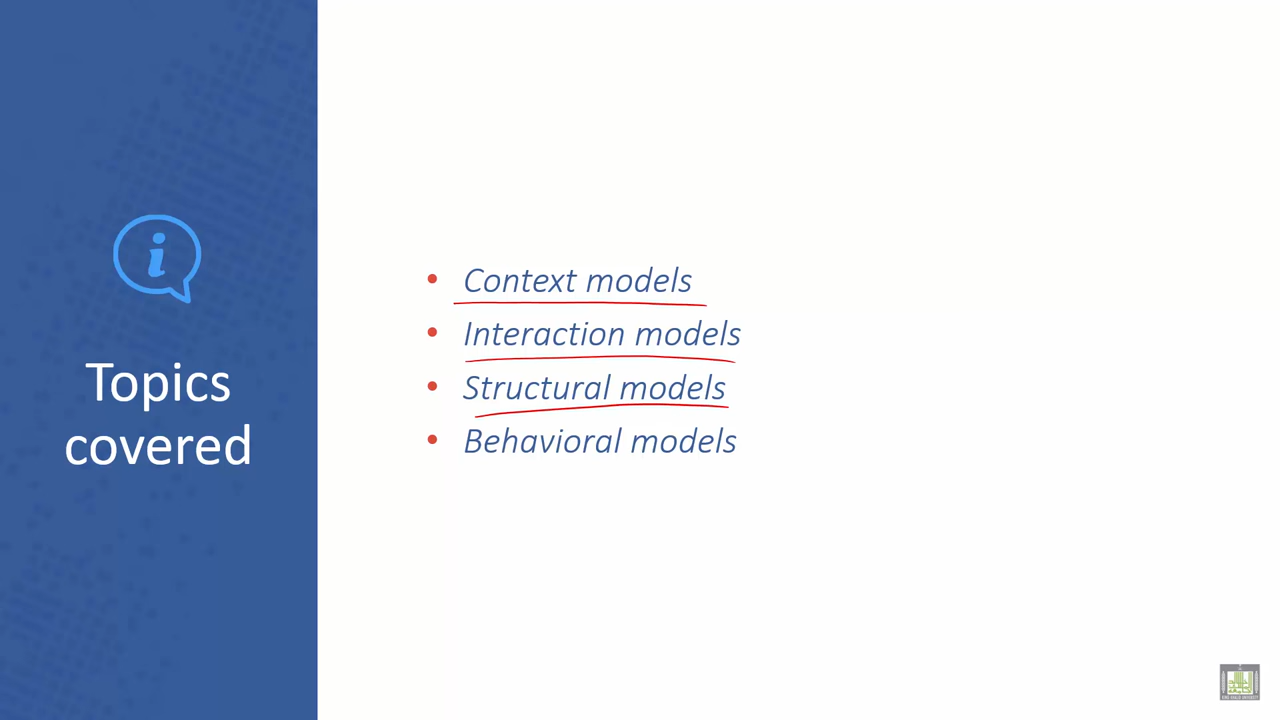 Topics
covered
Context models
Interaction models
Structural models
Behavioral models